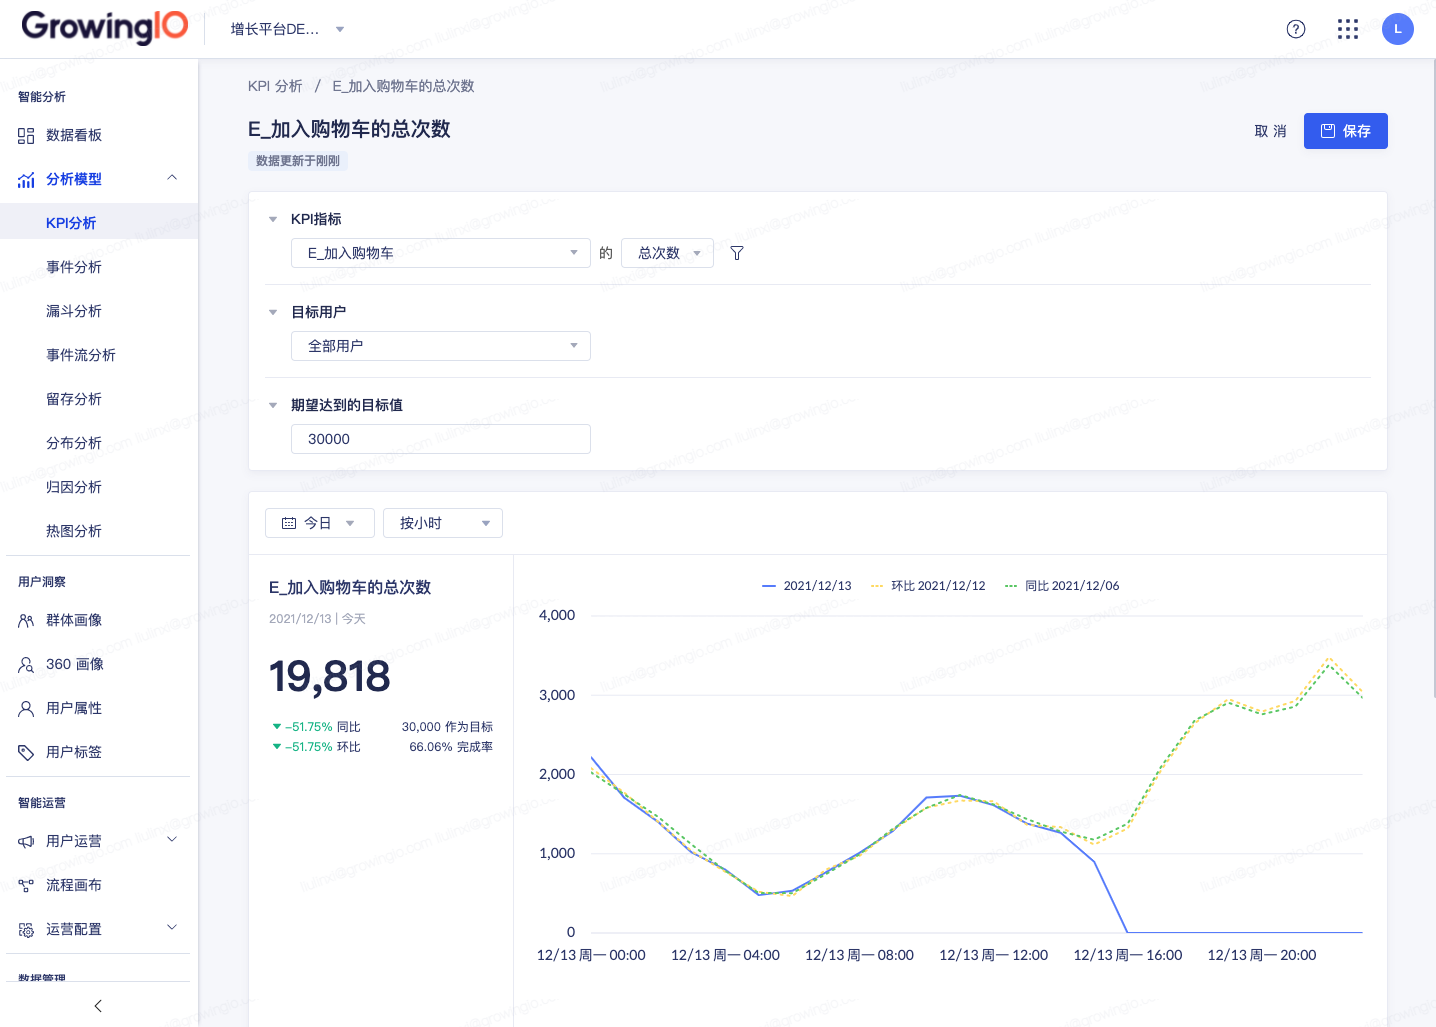 GrowingIO
增长平台DE...
L
智能分析
数据看板
分析模型
KPI分析
事件分析
漏斗分析
事件流分析
留存分析
分布分析
归因分析
热图分析
用户洞察
群体画像
360 画像
用户属性
用户标签
智能运营
用户运营
流程画布
运营配置
数据管理
KPI 分析 / E_加入购物车的总次数
E_加入购物车的总次数
取 消
保存
数据更新于刚刚
KPI指标
E_加入购物车 的 总次数
目标用户
全部用户
期望达到的目标值
30000
今日 按小时
E_加入购物车的总次数
2021/12/13 | 今天
19,818
-51.75% 同比 30,000 作为目标
-51.75% 环比 66.06% 完成率
2021/12/13 环比 2021/12/12 同比 2021/12/06
4,000
3,000
2,000
1,000
0
12/13 周一 00:00 12/13 周一 04:00 12/13 周一 08:00 12/13 周一 12:00 12/13 周一 16:00 12/13 周一 20:00